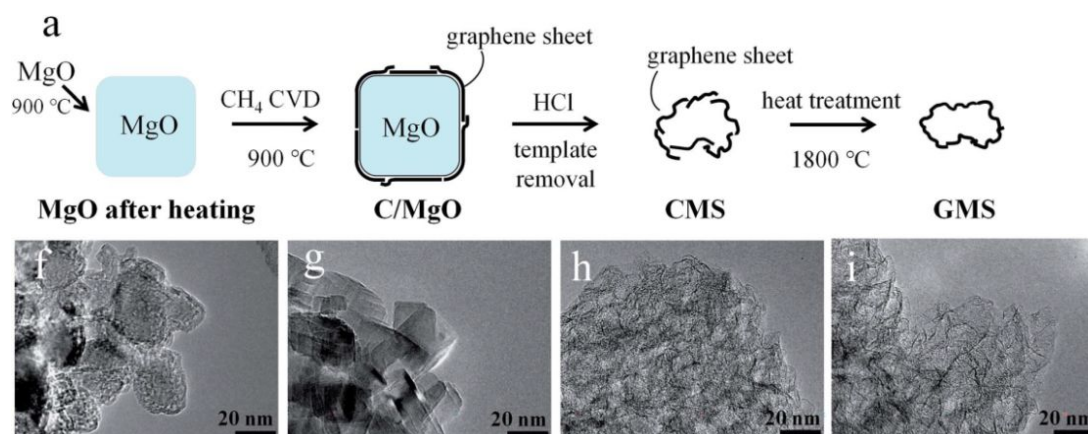 a
graphene sheet
graphene sheet
MgO
900 °C
MgO
CH₄ CVD
900 °C
MgO
HCl
template
removal
heat treatment
1800 °C
MgO after heating
C/MgO
CMS
GMS
f
g
h
i
20 nm
20 nm
20 nm
20 nm